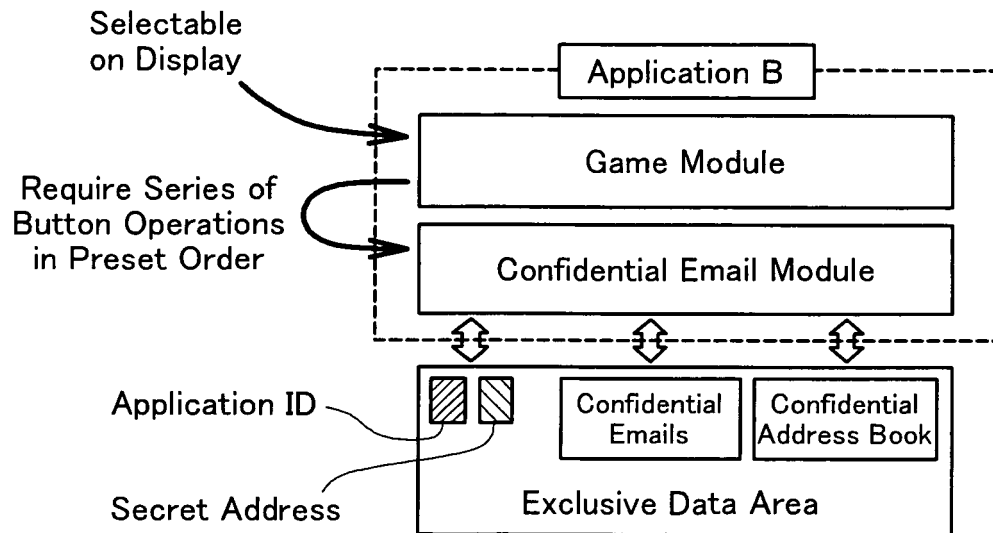 Selectable
on Display
Application B
Game Module
Require Series of
Button Operations
in Preset Order
Confidential Email Module
Application ID
Confidential
Emails
Confidential
Address Book
Secret Address
Exclusive Data Area